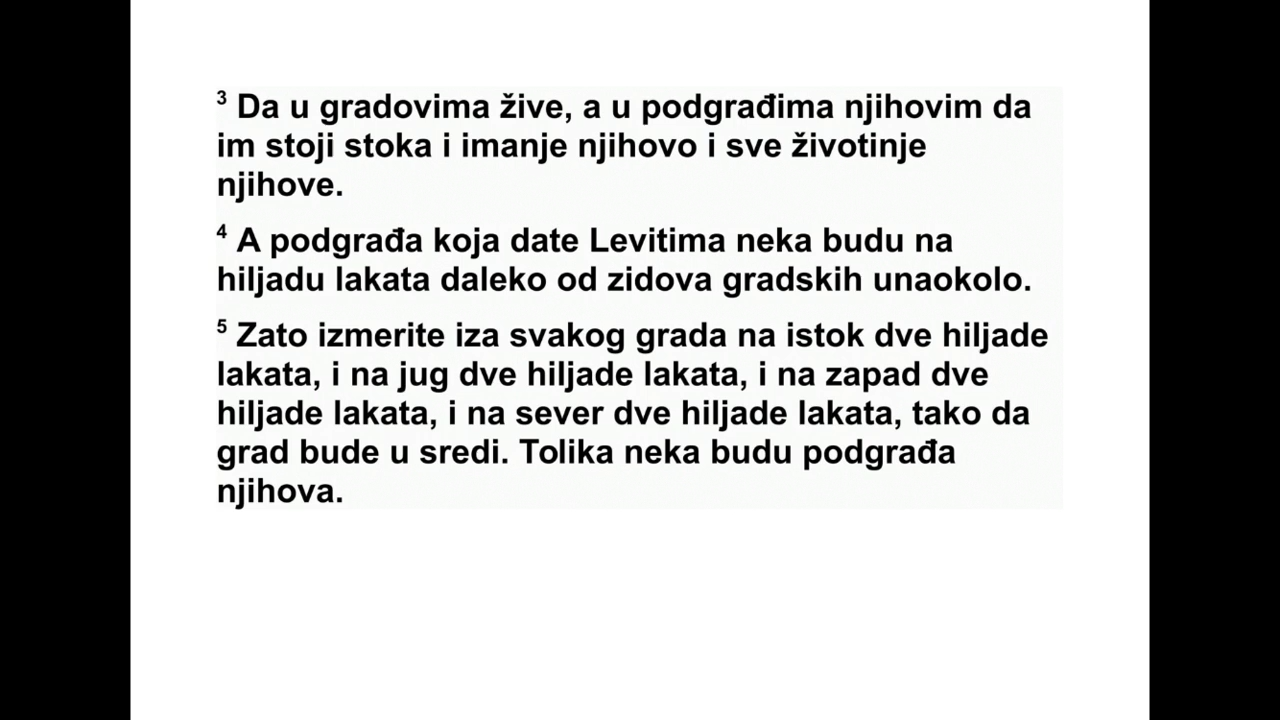 3 Da u gradovima žive, a u podgrađima njihovim da
im stoji stoka i imanje njihovo i sve životinje
njihove.
4 A podgrađa koja date Levitima neka budu na
hiljadu lakata daleko od zidova gradskih unaokolo.
5 Zato izmerite iza svakog grada na istok dve hiljade
lakata, i na jug dve hiljade lakata, i na zapad dve
hiljade lakata, i na sever dve hiljade lakata, tako da
grad bude u sredi. Tolika neka budu podgrađa
njihova.